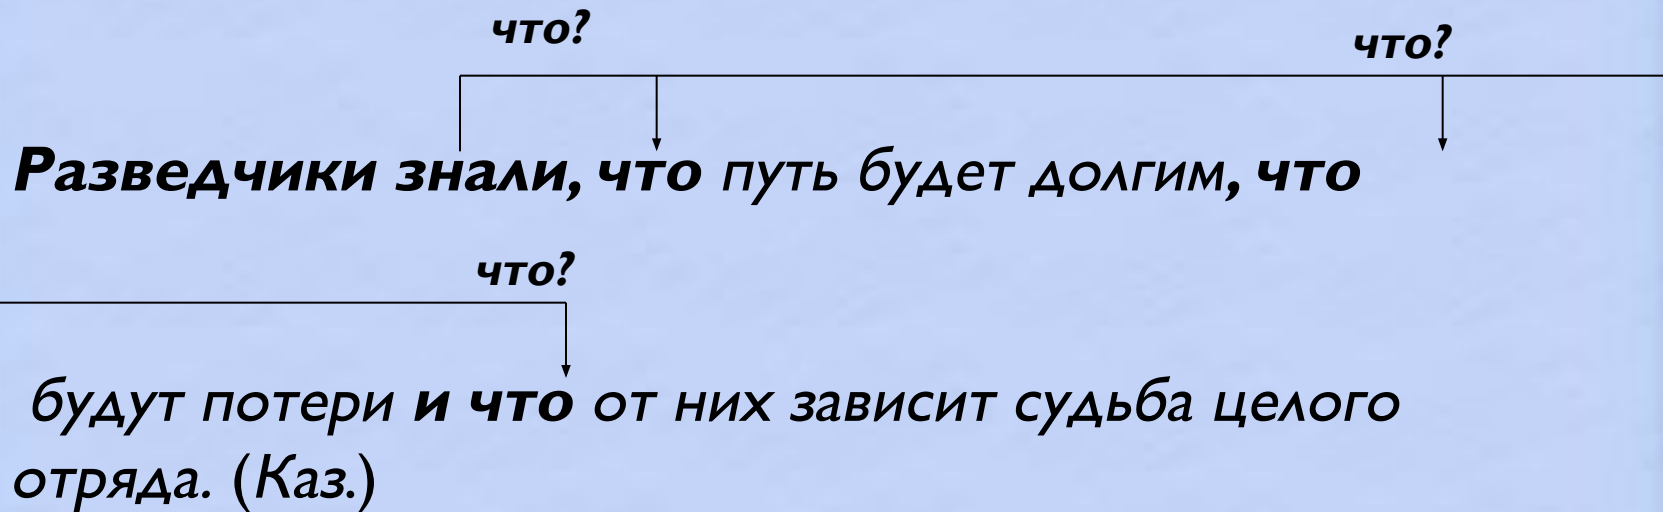 что? что?
Разведчики знали, что путь будет долгим, что
что?
будут потери и что от них зависит судьба целого
отряда. (Каз.)